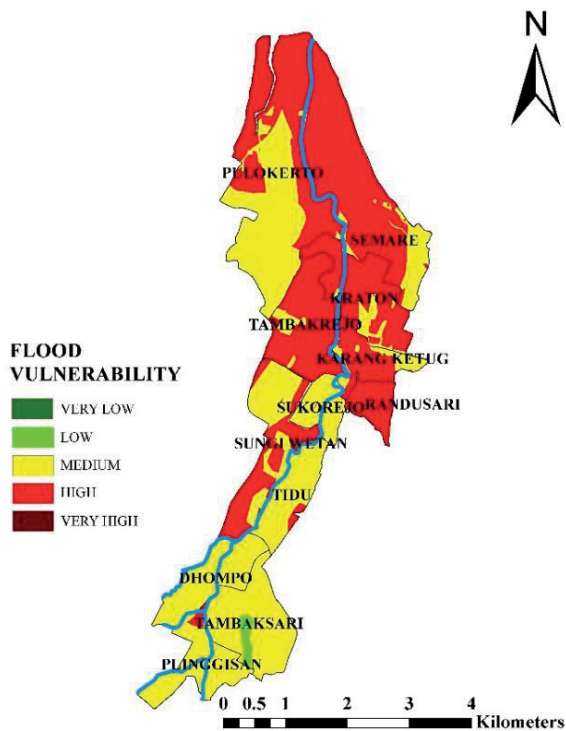 N
PULOKERTO
SEMARE
KRATON
TAMBAKREJO
KARANG KETUG
SUKOREJO
RANDUSARI
SUNGI WETAN
TIDU
DHOMPO
TAMBAKSARI
PLINGGISAN
FLOOD
VULNERABILITY
VERY LOW
LOW
MEDIUM
HIGH
VERY HIGH
0 0.5 1 2 3 4
Kilometers